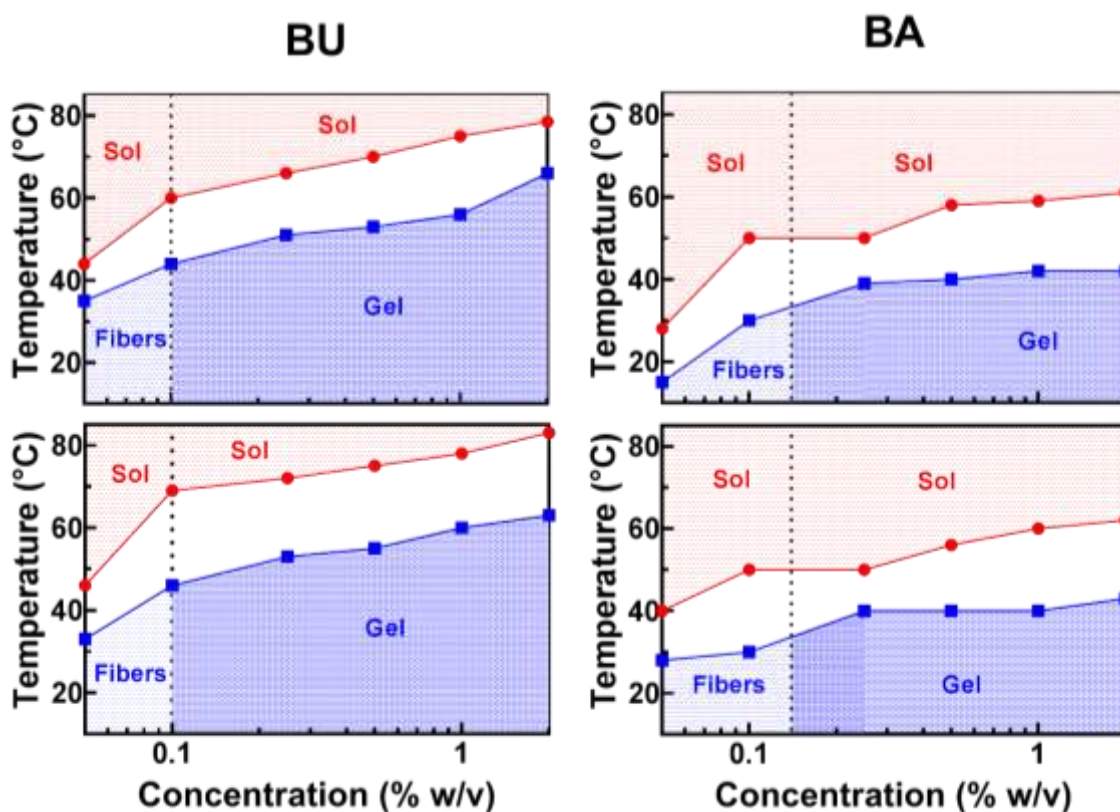 BU
BA
Temperature (°C)
80
60
40
20
Sol
Sol
Fibers
Gel
Temperature (°C)
80
60
40
20
Sol
Sol
Fibers
Gel
Temperature (°C)
80
60
40
20
Sol
Sol
Fibers
Gel
0.1
1
Concentration (% w/v)
Temperature (°C)
80
60
40
20
Sol
Sol
Fibers
Gel
0.1
1
Concentration (% w/v)